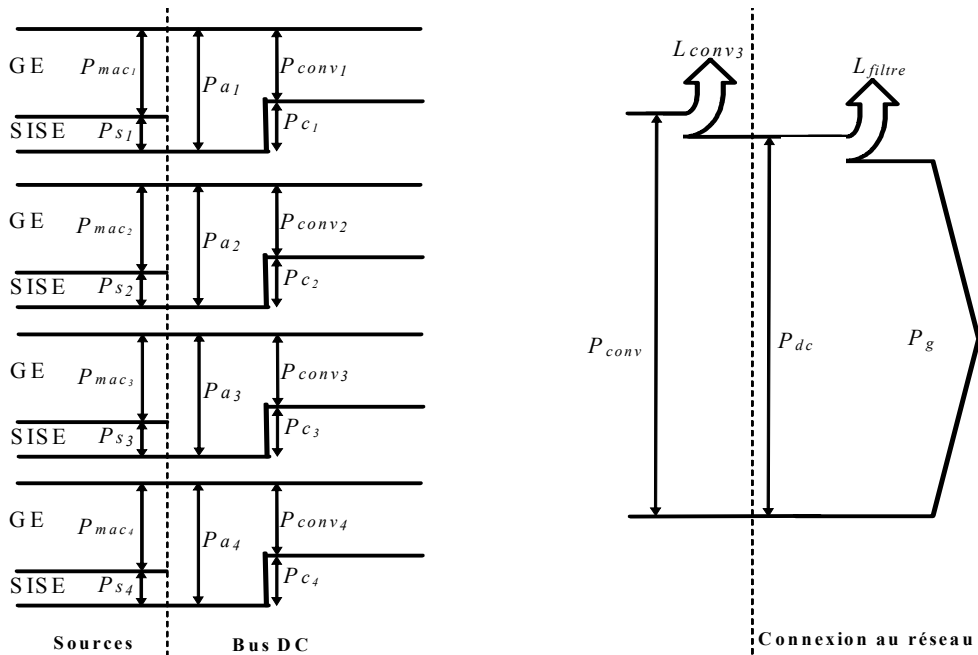 GE
SISE
Pmac1
Ps1
Pa1
Pconv1
Pc1
GE
SISE
Pmac2
Ps2
Pa2
Pconv2
Pc2
GE
SISE
Pmac3
Ps3
Pa3
Pconv3
Pc3
GE
SISE
Pmac4
Ps4
Pa4
Pconv4
Pc4
Sources
Bus DC
Lconv3
Lfiltre
Pconv
Pdc
Pg
Connexion au réseau